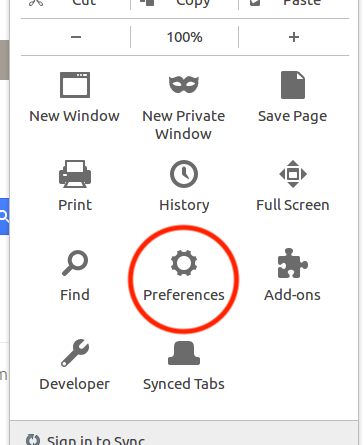 Cut Copy Paste
− 100% +
New Window New Private Window Save Page
Print History Full Screen
Find Preferences Add-ons
Developer Synced Tabs
Sign in to Sync